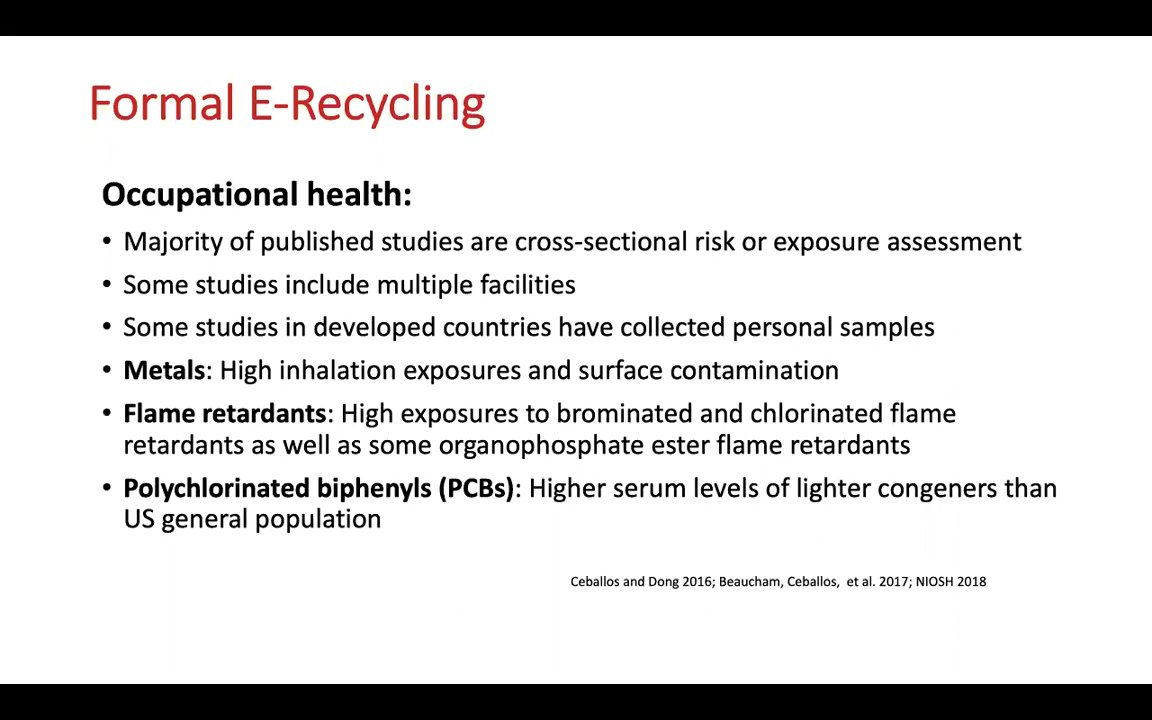 Formal E-Recycling
Occupational health:
• Majority of published studies are cross-sectional risk or exposure assessment
• Some studies include multiple facilities
• Some studies in developed countries have collected personal samples
• Metals: High inhalation exposures and surface contamination
• Flame retardants: High exposures to brominated and chlorinated flame
retardants as well as some organophosphate ester flame retardants
• Polychlorinated biphenyls (PCBs): Higher serum levels of lighter congeners than
US general population
Ceballos and Dong 2016; Beaucham, Ceballos, et al. 2017; NIOSH 2018